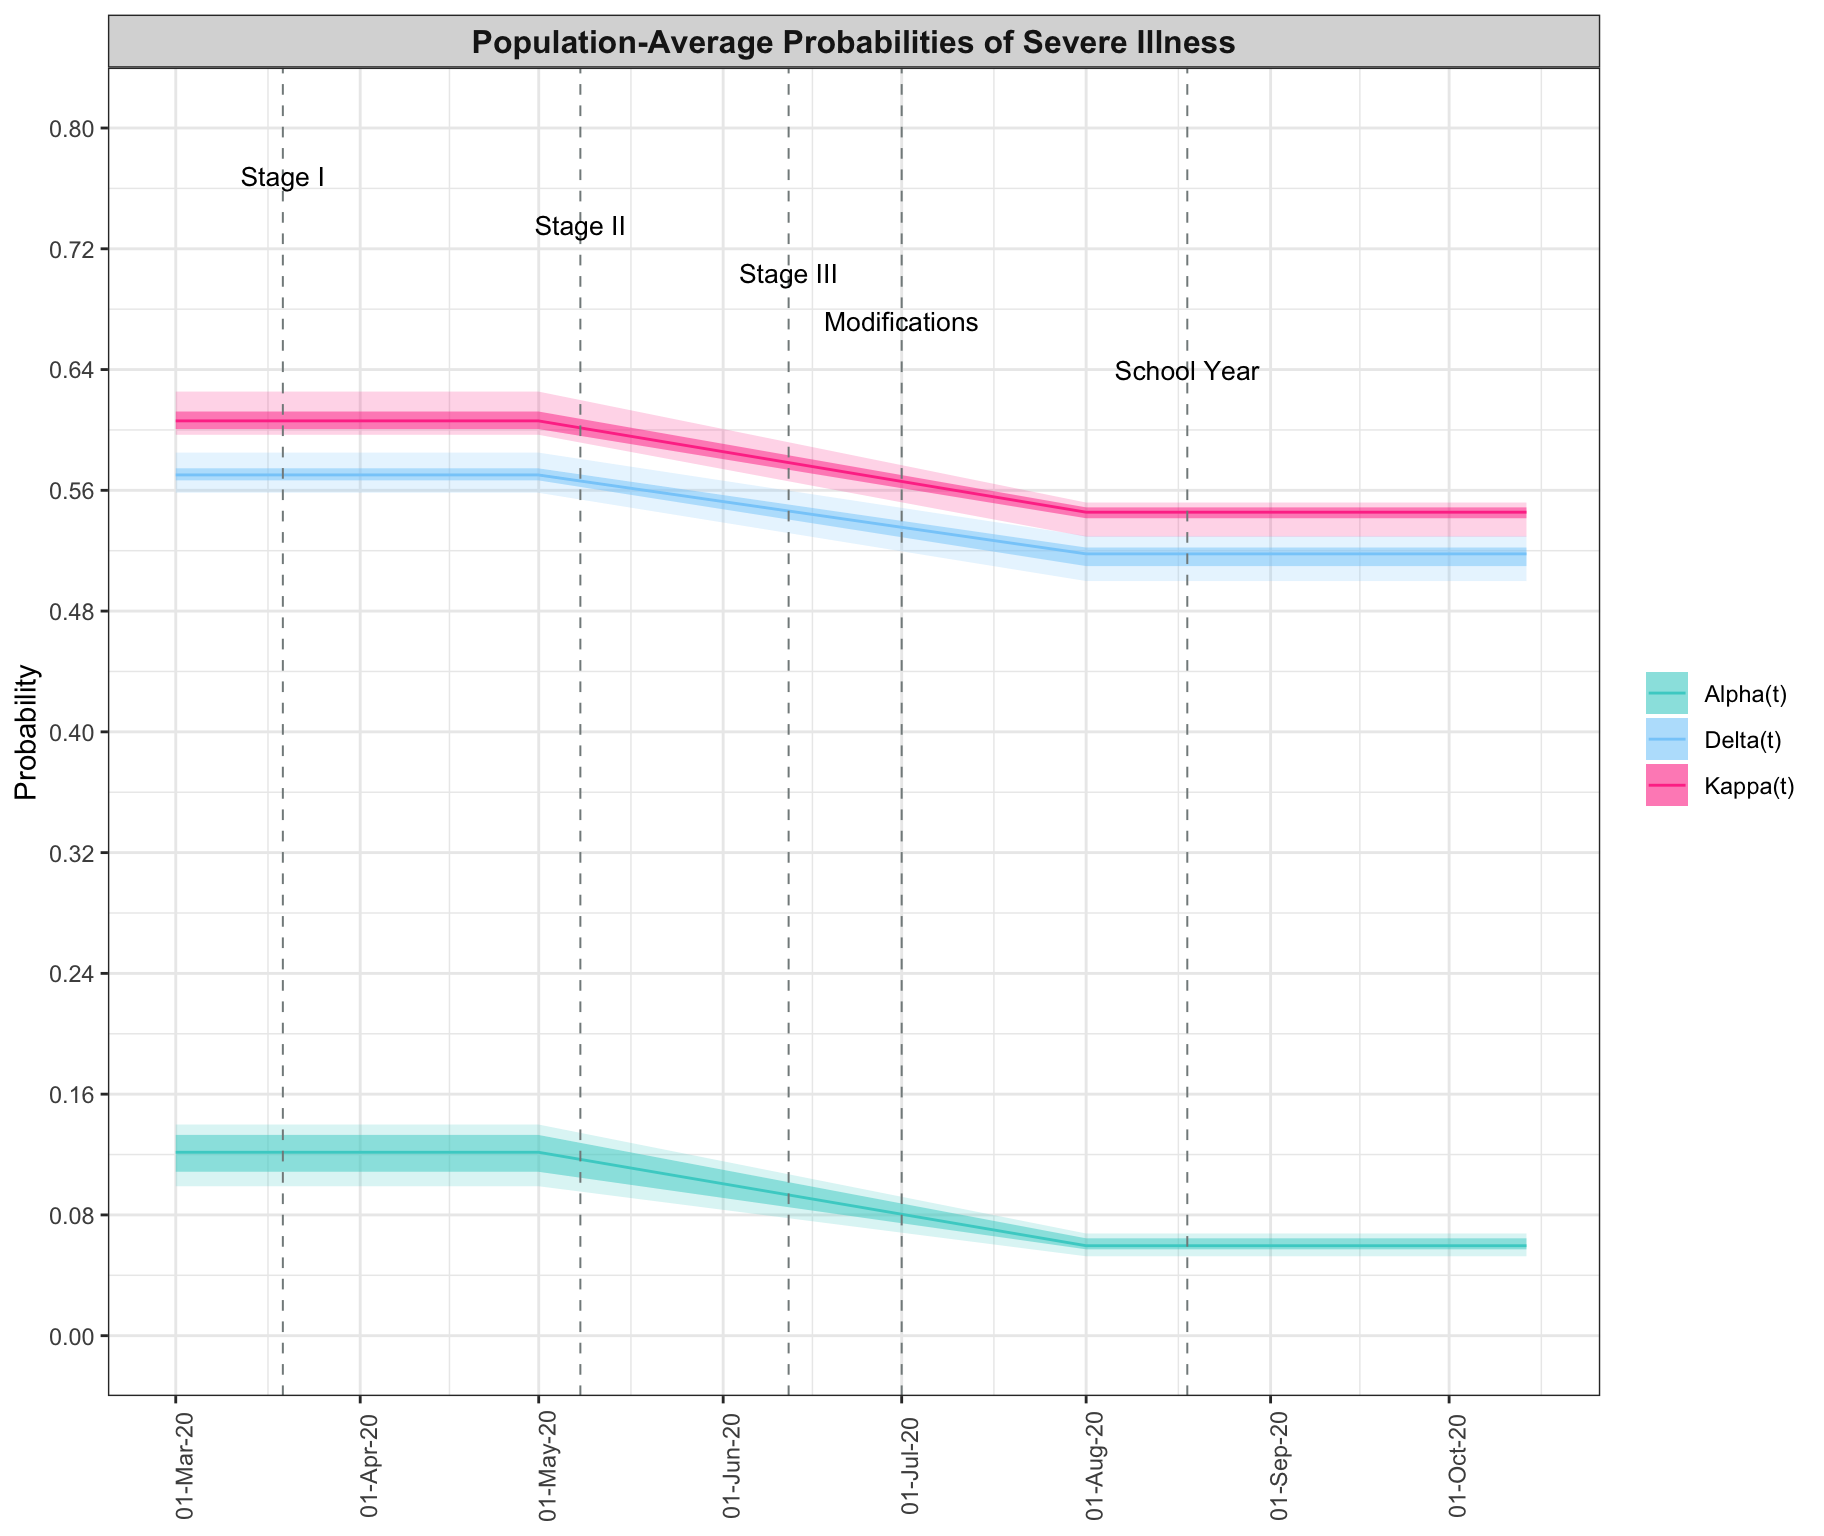 Population-Average Probabilities of Severe Illness
0.80
Stage I
Stage II
0.72
Stage III
Modifications
0.64
School Year
0.56
0.48
Probability
Alpha(t)
0.40
Delta(t)
Kappa(t)
0.32
0.24
0.16
0.08
0.00
01-Mar-20
01-Apr-20
01-May-20
01-Jun-20
01-Jul-20
01-Aug-20
01-Sep-20
01-Oct-20